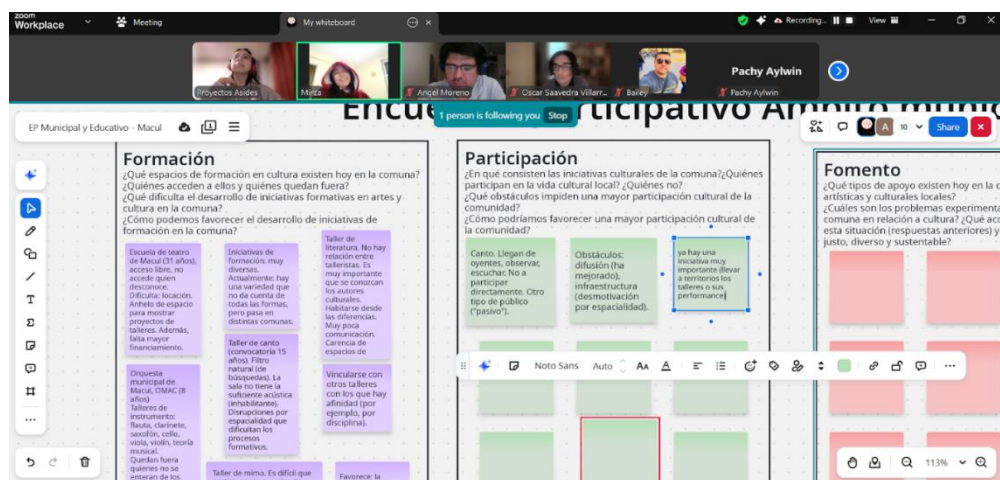 zoom
Workplace
Meeting
My whiteboard
Recording...
View
Proyectos Asides
Mirza
Angel Moreno
Oscar Saavedra Villarr...
Bailey
Pachy Aylwin
Pachy Aylwin
1 person is following you Stop
EP Municipal y Educativo - Macul
A
10
Share
Formación
¿Qué espacios de formación en cultura existen hoy en la comuna?
¿Quiénes acceden a ellos y quiénes quedan fuera?
¿Qué dificulta el desarrollo de iniciativas formativas en artes y
cultura en la comuna?
¿Cómo podemos favorecer el desarrollo de iniciativas de
formación en la comuna?
Escuela de teatro
de Macul (31 años),
acceso libre, no
accede quien
desconoce.
Dificulta: locación.
Anhelo de espacio
para mostrar
proyectos de
talleres. Además,
falta mayor
financiamiento.
Iniciativas de
formación: muy
diversas.
Actualmente: hay
una variedad que
no da cuenta de
todas las formas,
pero pasa en
distintas comunas.
Taller de
literatura. No hay
relación entre
talleristas. Es
muy importante
que se conozcan
los autores
culturales.
Habitarse desde
las diferencias.
Muy poca
comunicación.
Carencia de
espacios de
Orquesta
municipal de
Macul, OMAC (8
años)
Talleres de
instrumento:
flauta, clarinete,
saxofón, cello,
viola, violín, teoría
musical.
Quedan fuera
quienes no se
enteran de los
Taller de canto
(convocatoria 15
años). Filtro
natural (de
búsquedas). La
sala no tiene la
suficiente acústica
(inhabilitante).
Disrupciones por
espacialidad que
dificultan los
procesos
formativos.
Vincularse con
otros talleres
con los que hay
afinidad (por
ejemplo, por
disciplina).
Taller de mimo. Es difícil que
Favorece: la
Participación
¿En qué consisten las iniciativas culturales de la comuna?¿Quiénes
participan en la vida cultural local? ¿Quiénes no?
¿Qué obstáculos impiden una mayor participación cultural de la
comunidad?
¿Cómo podríamos favorecer una mayor participación cultural de
la comunidad?
Canto. Llegan de
oyentes, observar,
escuchar. No a
participar
directamente. Otro
tipo de público
("pasivo").
Obstáculos:
difusión (ha
mejorado),
infraestructura
(desmotivación
por espacialidad).
ya hay una
iniciativa muy
importante (llevar
a territorios los
talleres o sus
performance
Noto Sans
Auto
Fomento
¿Qué tipos de apoyo existen hoy en la c
artísticas y culturales locales?
¿Cuáles son los problemas experimenta
comuna en relación a cultura? ¿Qué acc
esta situación (respuestas anteriores) y
justo, diverso y sustentable?
113%